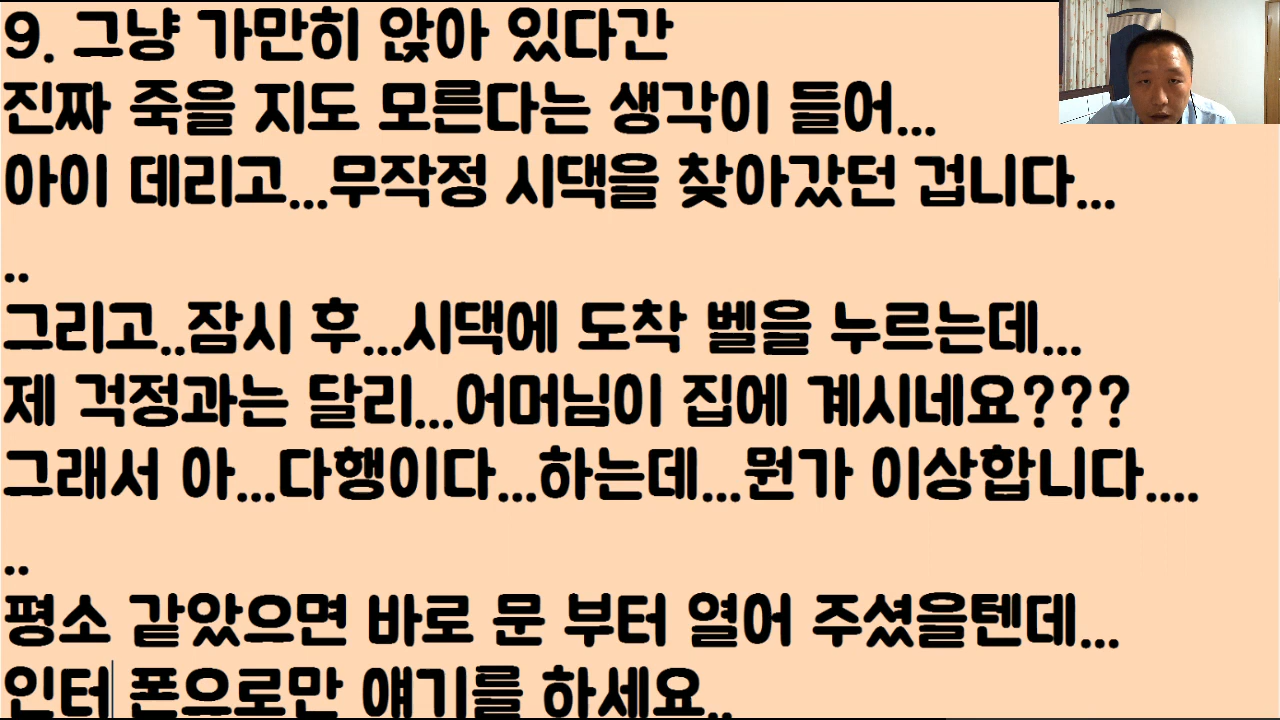 9. 그냥 가만히 앉아 있다간
진짜 죽을 지도 모른다는 생각이 들어...
아이 데리고...무작정 시댁을 찾아갔던 겁니다...
..
그리고..잠시 후...시댁에 도착 벨을 누르는데...
제 걱정과는 달리...어머님이 집에 계시네요???
그래서 아...다행이다...하는데...뭔가 이상합니다....
..
평소 같았으면 바로 문 부터 열어 주셨을텐데...
인터 폰으로만 얘기를 하세요..